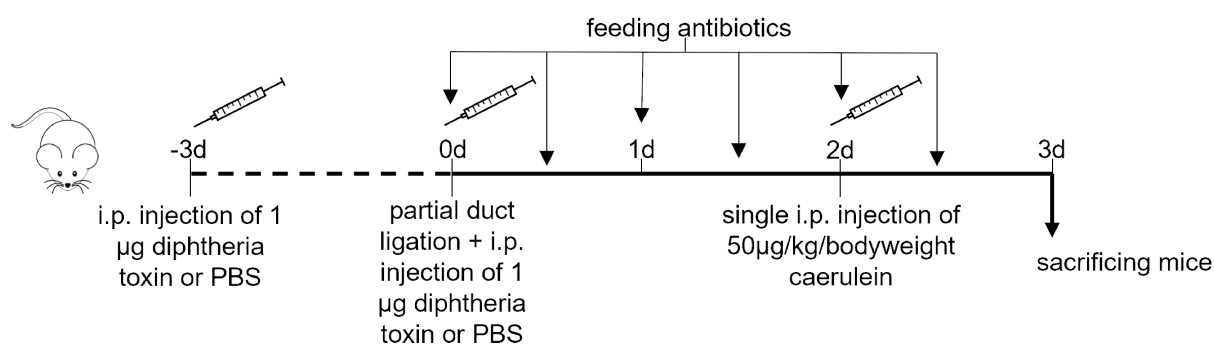 feeding antibiotics
-3d
0d
1d
2d
3d
i.p. injection of 1
µg diphtheria
toxin or PBS
partial duct
ligation + i.p.
injection of 1
µg diphtheria
toxin or PBS
single i.p. injection of
50µg/kg/bodyweight
caerulein
sacrificing mice